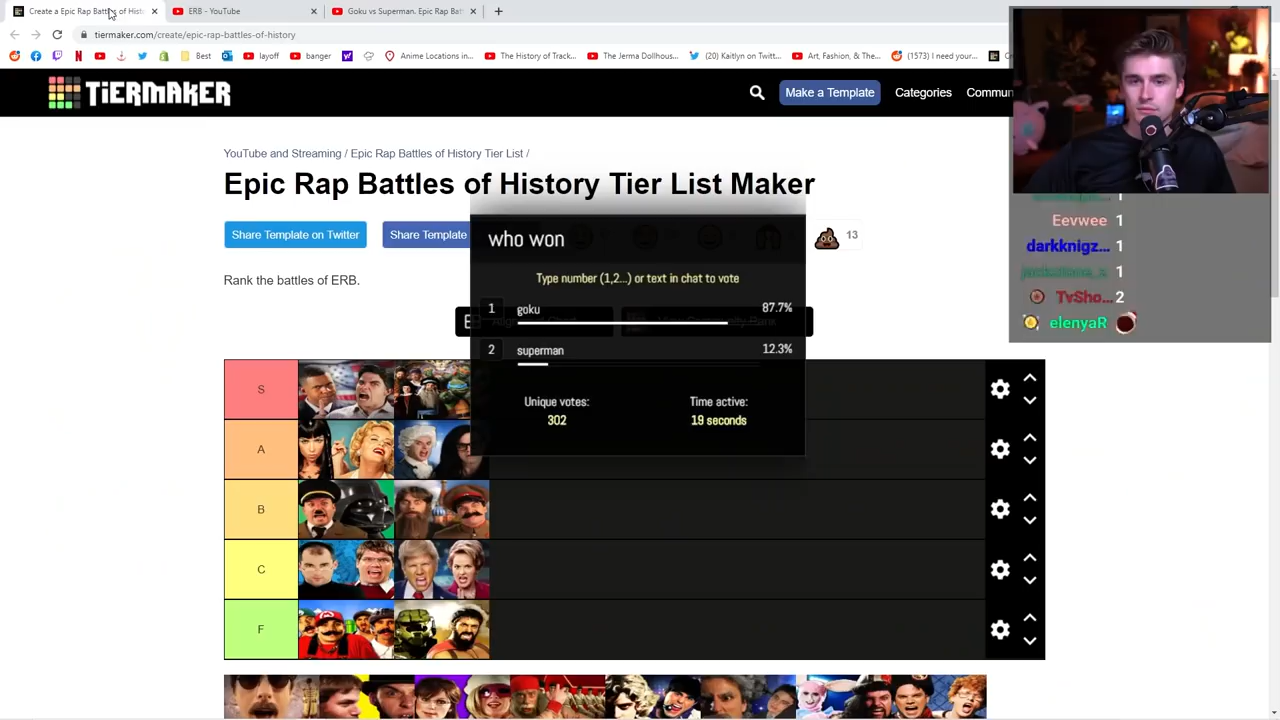 Create a Epic Rap Battles of Hist
ERB - YouTube
Goku vs Superman. Epic Rap Bat
tiermaker.com/create/epic-rap-battles-of-history
Best
layoff
banger
Anime Locations in...
The History of Track...
The Jerma Dollhous...
(20) Kaitlyn on Twitt...
Art, Fashion, & The...
(1573) I need your...
C
TiERMAKER
Make a Template
Categories
Commun
YouTube and Streaming / Epic Rap Battles of History Tier List /
Epic Rap Battles of History Tier List Maker
Share Template on Twitter
Share Template
13
Rank the battles of ERB.
who won
Type number (1,2...) or text in chat to vote
1 goku 87.7%
2 superman 12.3%
Unique votes:
302
Time active:
19 seconds
1
Eevwee 1
darkknigz... 1
1
TvSho... 2
elenyaR
S
A
B
C
F